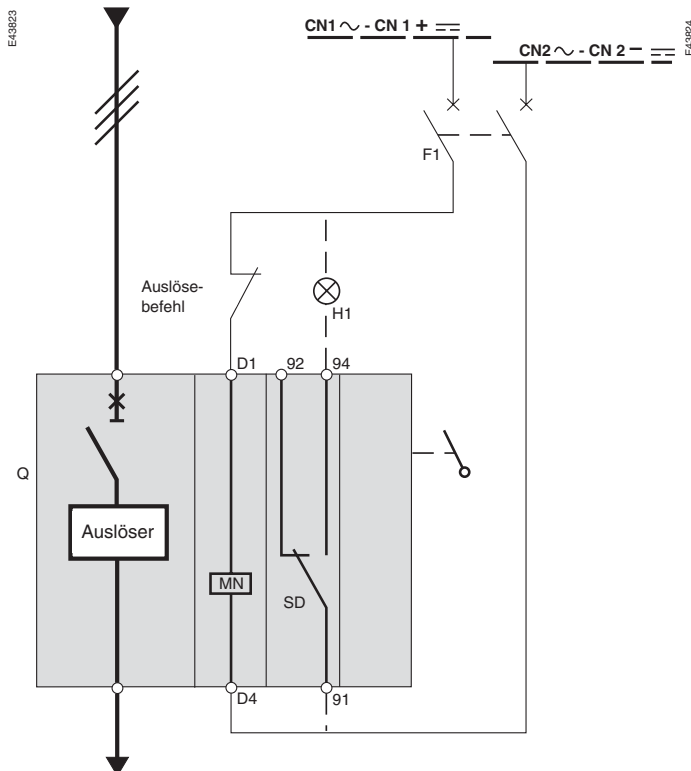 E43823
CN1 ~ - CN 1 +
CN2 ~ - CN 2 −
E43824
F1
Auslöse-
befehl
H1
D1
92
94
Q
Auslöser
MN
SD
D4
91